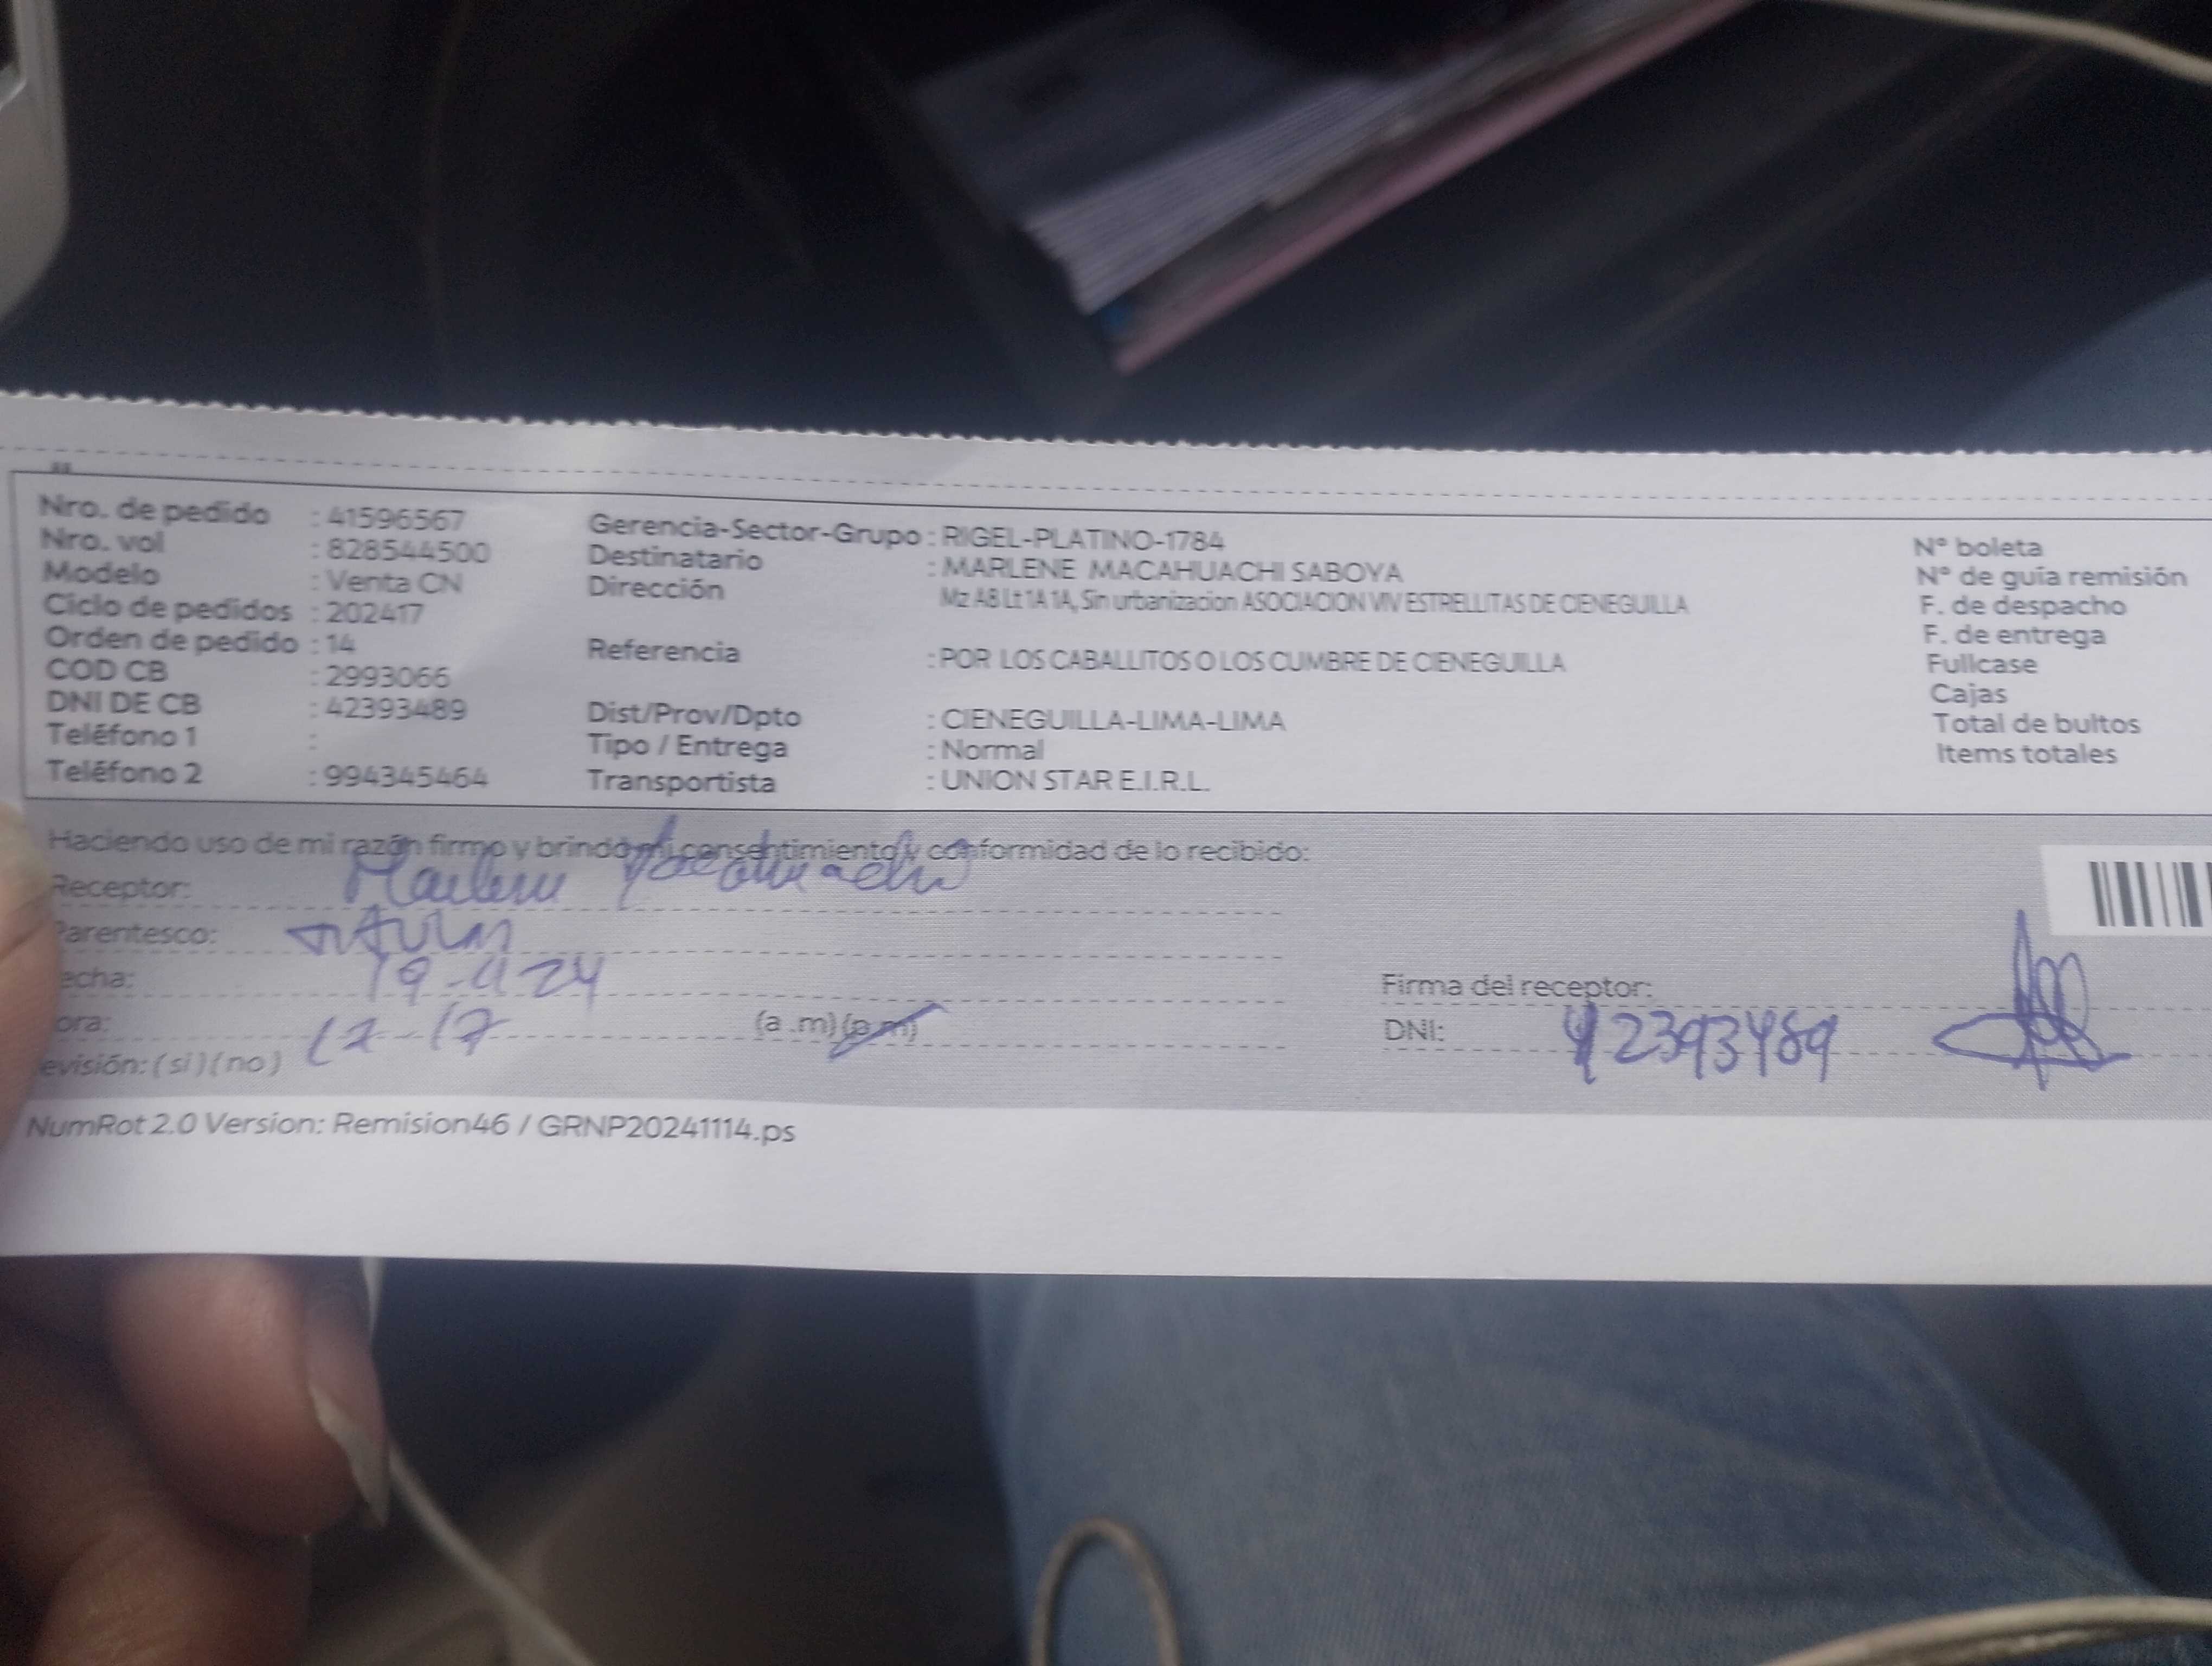 Nro. de pedido : 41596567
Nro. vol : 828544500
Modelo : Venta CN
Ciclo de pedidos : 202417
Orden de pedido : 14
COD CB : 2993066
DNI DE CB : 42393489
Teléfono 1 :
Teléfono 2 : 994345464
Gerencia-Sector-Grupo : RIGEL-PLATINO-1784
Destinatario : MARLENE MACAHUACHI SABOYA
Dirección Mz A8 Lt 1A 1A, Sin urbanizacion ASOCIACION VIV ESTRELLITAS DE CIENEGUILLA
Referencia : POR LOS CABALLITOS O LOS CUMBRE DE CIENEGUILLA
Dist/Prov/Dpto : CIENEGUILLA-LIMA-LIMA
Tipo / Entrega : Normal
Transportista : UNION STAR E.I.R.L.
Nº boleta
Nº de guía remisión
F. de despacho
F. de entrega
Fullcase
Cajas
Total de bultos
Items totales
Haciendo uso de mi razón firmo y brindo mi consentimiento y conformidad de lo recibido:
Receptor:
Parentesco: titular
echa: 19-11 24
ora: 12-17 (a .m)(p.m)
evisión: (si)(no)
Firma del receptor:
DNI: 42393489
NumRot 2.0 Version: Remision46 / GRNP20241114.ps